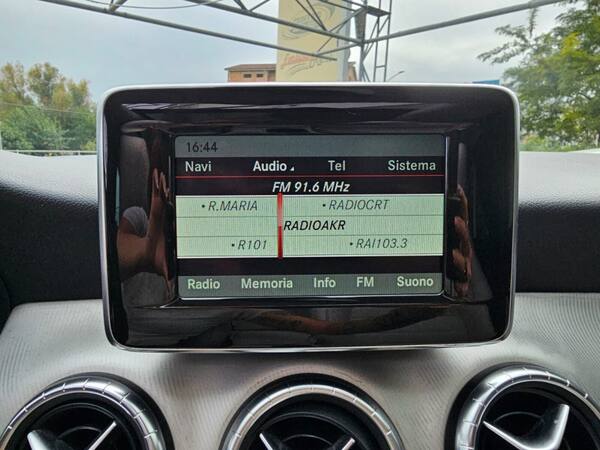 16:44
Navi Audio Tel Sistema
FM 91.6 MHz
• R.MARIA • RADIOCRT
RADIOAKR
• R101 • RAI103.3
Radio Memoria Info FM Suono